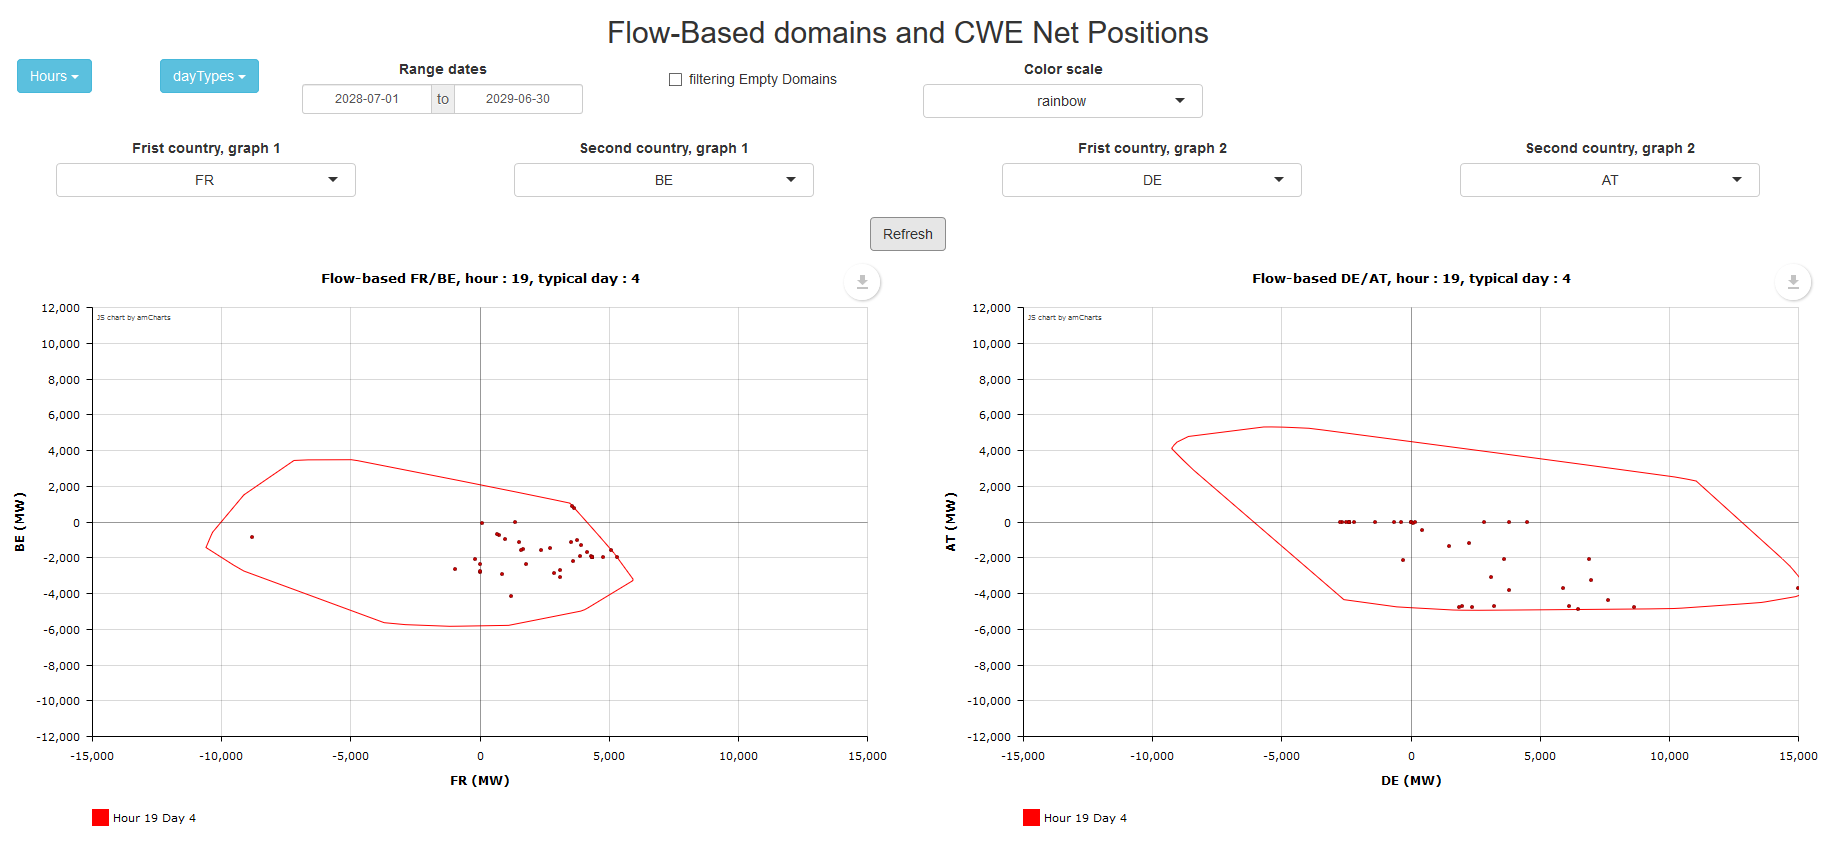 Flow-Based domains and CWE Net Positions
Hours
dayTypes
Range dates
2028-07-01 to 2029-06-30
filtering Empty Domains
Color scale
rainbow
Frist country, graph 1
FR
Second country, graph 1
BE
Frist country, graph 2
DE
Second country, graph 2
AT
Refresh
Flow-based FR/BE, hour : 19, typical day : 4
JS chart by amCharts
12,000
10,000
8,000
6,000
4,000
2,000
0
-2,000
-4,000
-6,000
-8,000
-10,000
-12,000
BE (MW)
-15,000 -10,000 -5,000 0 5,000 10,000 15,000
FR (MW)
Hour 19 Day 4
Flow-based DE/AT, hour : 19, typical day : 4
JS chart by amCharts
12,000
10,000
8,000
6,000
4,000
2,000
0
-2,000
-4,000
-6,000
-8,000
-10,000
-12,000
AT (MW)
-15,000 -10,000 -5,000 0 5,000 10,000 15,000
DE (MW)
Hour 19 Day 4